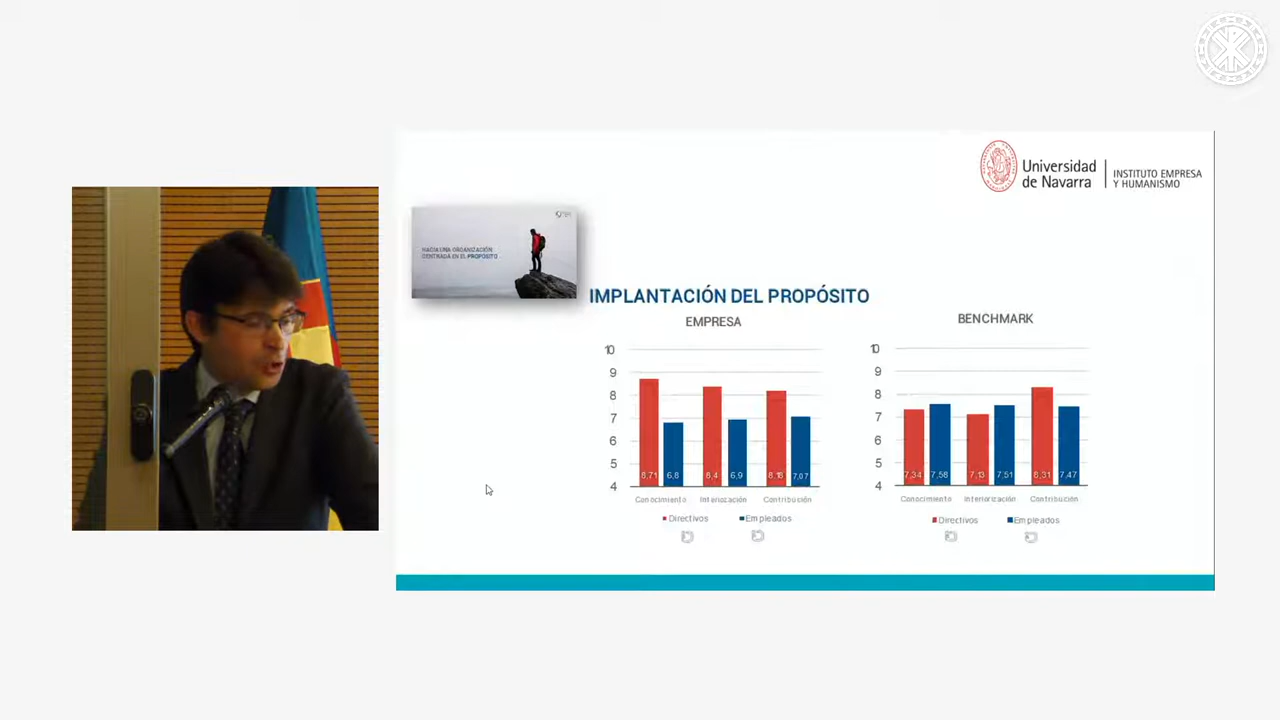 Universidad
de Navarra
INSTITUTO EMPRESA
Y HUMANISMO
HACIA UNA ORGANIZACIÓN
CENTRADA EN EL PROPÓSITO
IMPLANTACIÓN DEL PROPÓSITO
EMPRESA
10
9
8
7
6
5
4
8,71
6,8
8,4
6,9
8,18
7,07
Conocimiento
Interiozación
Contribución
Directivos
Empleados
BENCHMARK
10
9
8
7
6
5
4
7,34
7,58
7,13
7,51
8,31
7,47
Conocimiento
Interiorización
Contribución
Directivos
Empleados